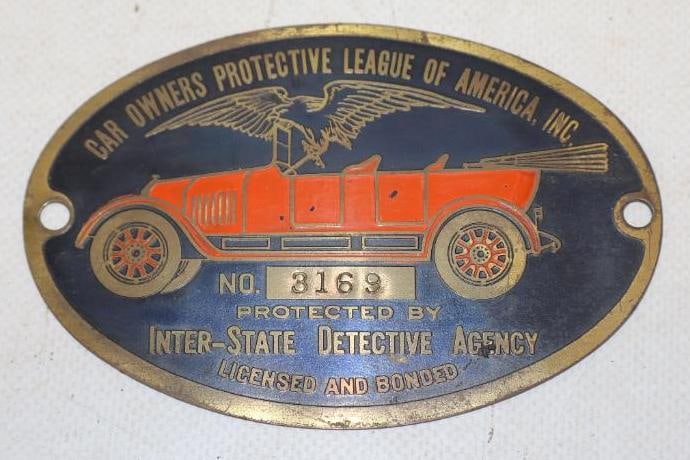 CAR OWNERS PROTECTIVE LEAGUE OF AMERICA, INC.
NO. 3169
PROTECTED BY
INTER-STATE DETECTIVE AGENCY
LICENSED AND BONDED